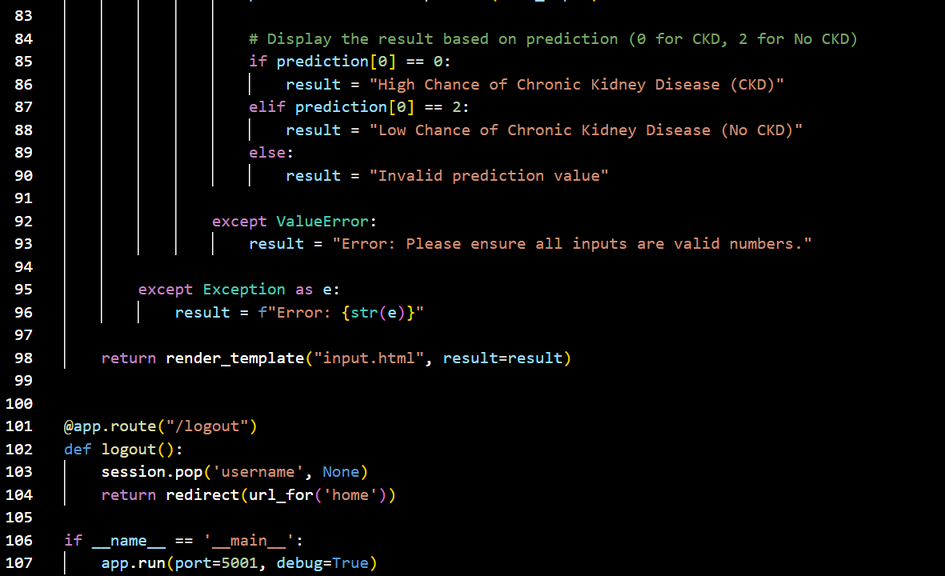 83
84 # Display the result based on prediction (0 for CKD, 2 for No CKD)
85 if prediction[0] == 0:
86 result = "High Chance of Chronic Kidney Disease (CKD)"
87 elif prediction[0] == 2:
88 result = "Low Chance of Chronic Kidney Disease (No CKD)"
89 else:
90 result = "Invalid prediction value"
91
92 except ValueError:
93 result = "Error: Please ensure all inputs are valid numbers."
94
95 except Exception as e:
96 result = f"Error: {str(e)}"
97
98 return render_template("input.html", result=result)
99
100
101 @app.route("/logout")
102 def logout():
103 session.pop('username', None)
104 return redirect(url_for('home'))
105
106 if __name__ == '__main__':
107 app.run(port=5001, debug=True)